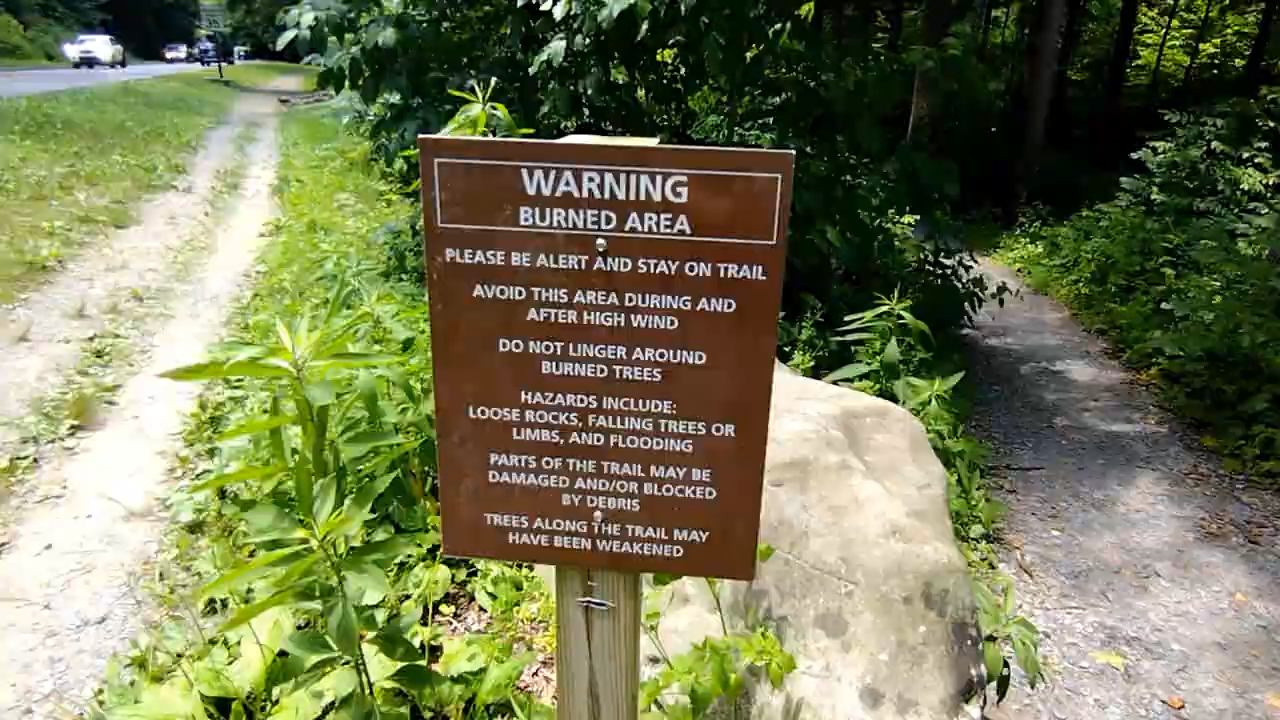 WARNING
BURNED AREA
PLEASE BE ALERT AND STAY ON TRAIL
AVOID THIS AREA DURING AND
AFTER HIGH WIND
DO NOT LINGER AROUND
BURNED TREES
HAZARDS INCLUDE:
LOOSE ROCKS, FALLING TREES OR
LIMBS, AND FLOODING
PARTS OF THE TRAIL MAY BE
DAMAGED AND/OR BLOCKED
BY DEBRIS
TREES ALONG THE TRAIL MAY
HAVE BEEN WEAKENED